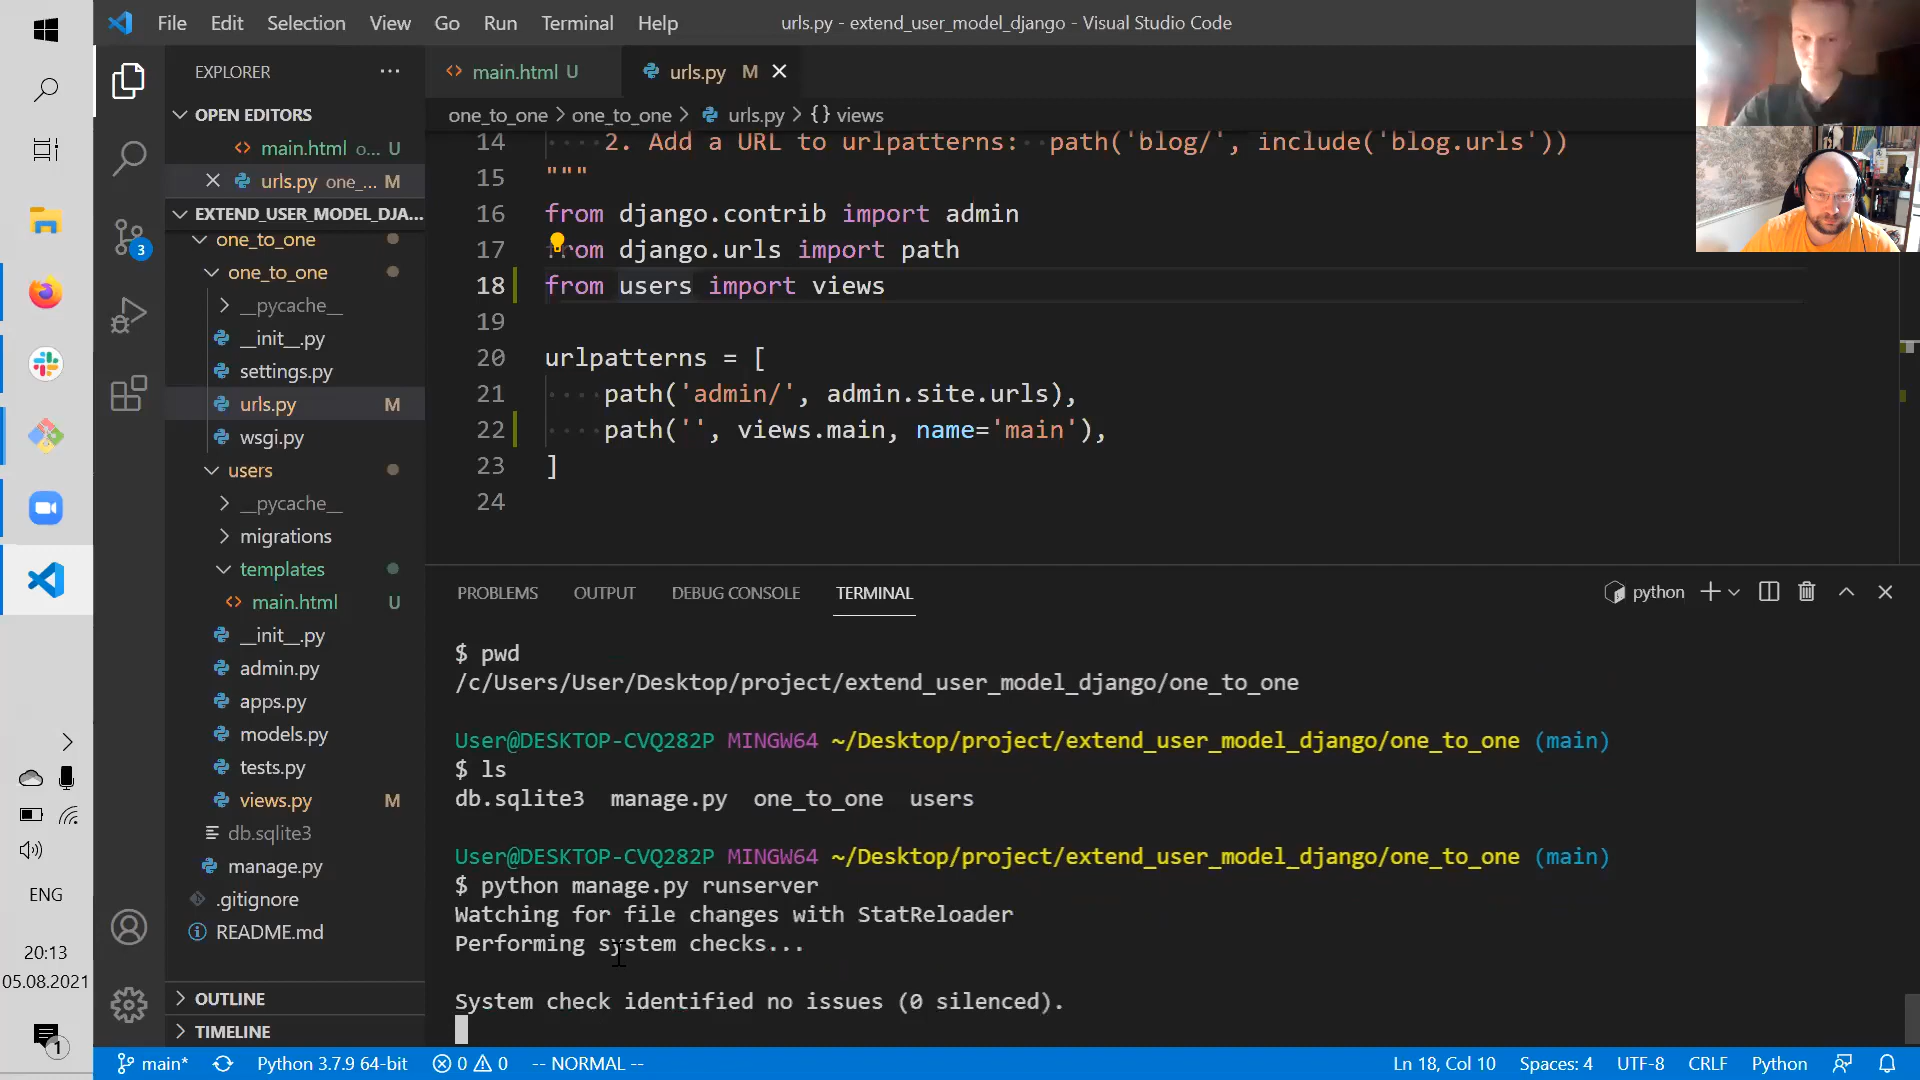 File Edit Selection View Go Run Terminal Help
urls.py - extend_user_model_django - Visual Studio Code
EXPLORER ···
OPEN EDITORS
main.html o... U
urls.py one_... M
EXTEND_USER_MODEL_DJA...
one_to_one
one_to_one
__pycache__
__init__.py
settings.py
urls.py M
wsgi.py
users
__pycache__
migrations
templates
main.html U
__init__.py
admin.py
apps.py
models.py
tests.py
views.py M
db.sqlite3
manage.py
.gitignore
README.md
OUTLINE
TIMELINE
3
main.html U
urls.py M
one_to_one > one_to_one > urls.py > {} views
14 2. Add a URL to urlpatterns:  path('blog/', include('blog.urls'))
15 """
16 from django.contrib import admin
17 from django.urls import path
18 from users import views
19
20 urlpatterns = [
21 path('admin/', admin.site.urls),
22 path('', views.main, name='main'),
23 ]
24
PROBLEMS OUTPUT DEBUG CONSOLE TERMINAL
python
$ pwd
/c/Users/User/Desktop/project/extend_user_model_django/one_to_one
User@DESKTOP-CVQ282P MINGW64 ~/Desktop/project/extend_user_model_django/one_to_one (main)
$ ls
db.sqlite3  manage.py  one_to_one  users
User@DESKTOP-CVQ282P MINGW64 ~/Desktop/project/extend_user_model_django/one_to_one (main)
$ python manage.py runserver
Watching for file changes with StatReloader
Performing system checks...
System check identified no issues (0 silenced).
ENG
20:13
05.08.2021
1
main* Python 3.7.9 64-bit 0 0 -- NORMAL -- Ln 18, Col 10 Spaces: 4 UTF-8 CRLF Python